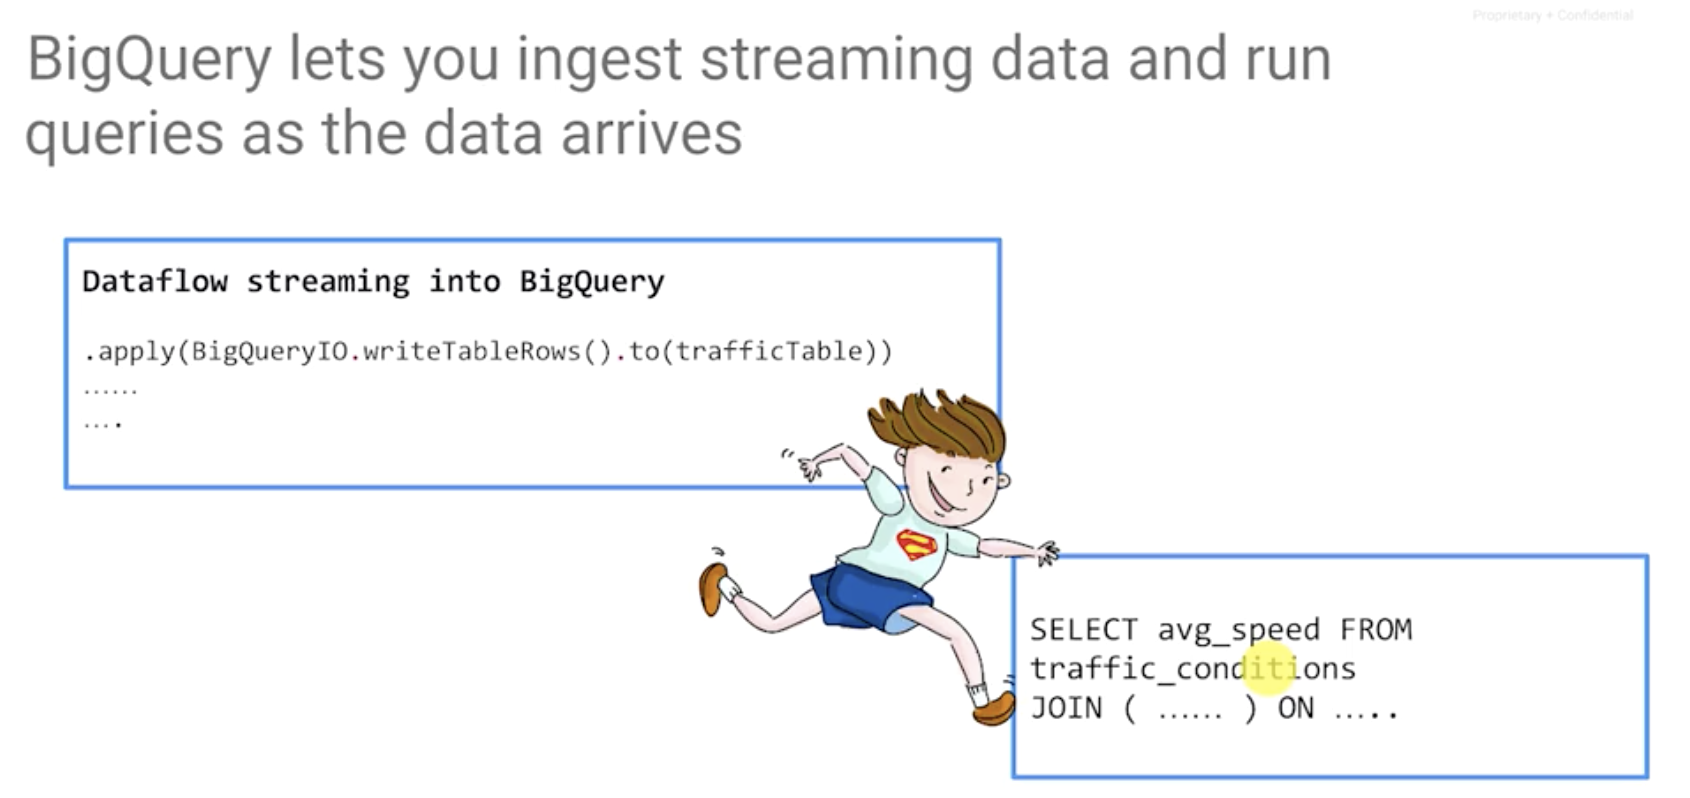 Proprietary + Confidential
BigQuery lets you ingest streaming data and run
queries as the data arrives
Dataflow streaming into BigQuery
.apply(BigQueryIO.writeTableRows().to(trafficTable))
......
....
SELECT avg_speed FROM
traffic_conditions
JOIN ( ...... ) ON .....